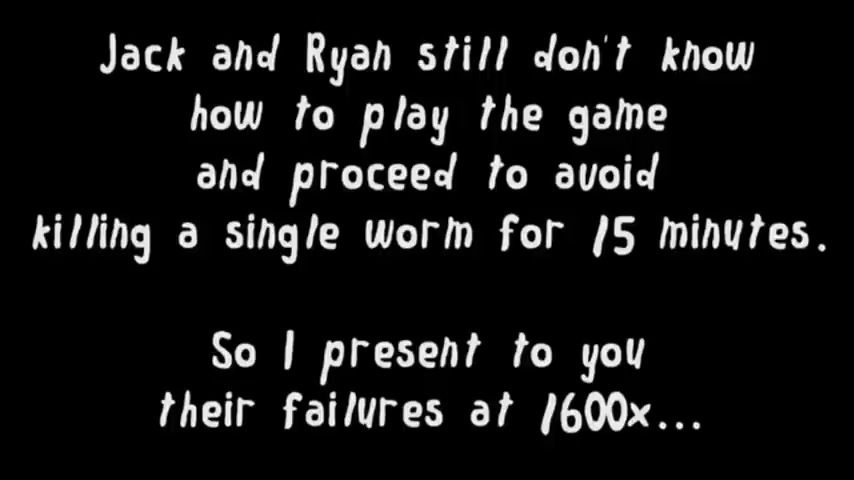 Jack and Ryan still don't know
how to play the game
and proceed to avoid
killing a single worm for 15 minutes.
So I present to you
their failures at 1600x...